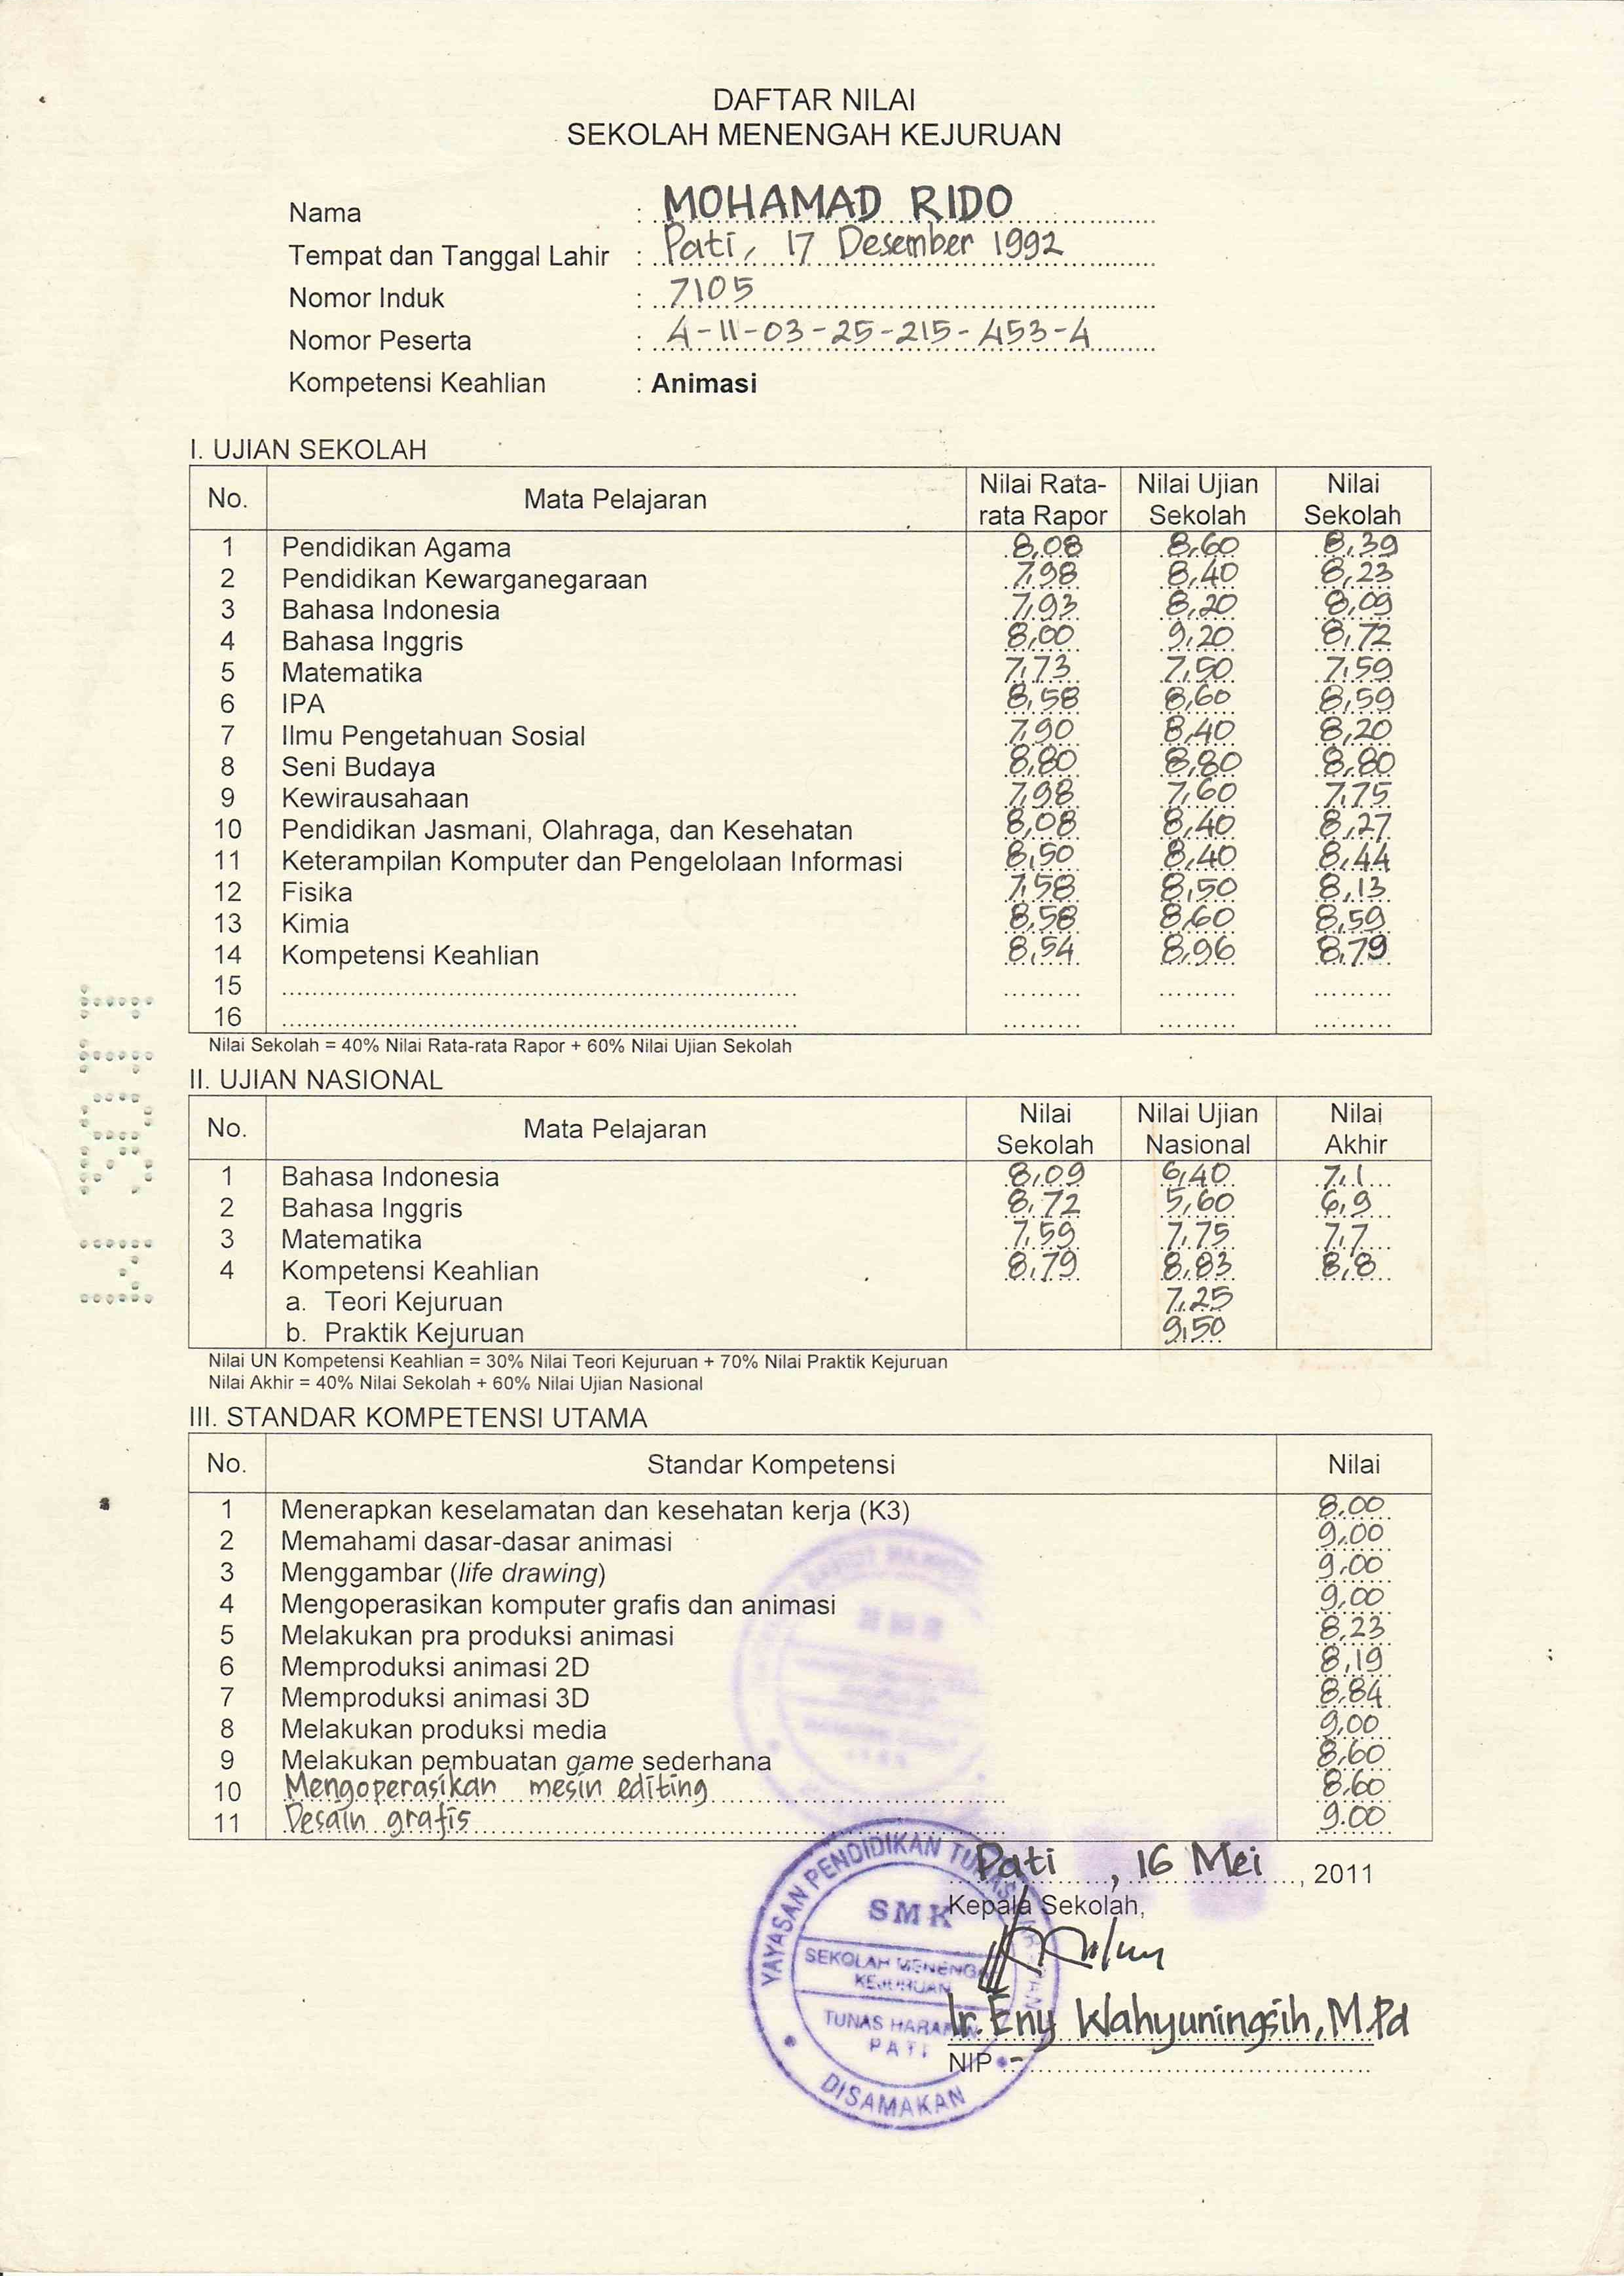 DAFTAR NILAI
SEKOLAH MENENGAH KEJURUAN
Nama : MOHAMAD RIDO
Tempat dan Tanggal Lahir : Pati, 17 Desember 1992
Nomor Induk : 7105
Nomor Peserta : 4-11-03-25-215-453-4
Kompetensi Keahlian : Animasi
I. UJIAN SEKOLAH
No. Mata Pelajaran Nilai Rata-rata Rapor Nilai Ujian Sekolah Nilai Sekolah
1 Pendidikan Agama 8,08 8,60 8,39
2 Pendidikan Kewarganegaraan 7,98 8,40 8,23
3 Bahasa Indonesia 7,93 8,20 8,09
4 Bahasa Inggris 8,00 9,20 8,72
5 Matematika 7,73 7,50 7,59
6 IPA 8,58 8,60 8,59
7 Ilmu Pengetahuan Sosial 7,90 8,40 8,20
8 Seni Budaya 8,80 8,80 8,80
9 Kewirausahaan 7,98 7,60 7,75
10 Pendidikan Jasmani, Olahraga, dan Kesehatan 8,08 8,40 8,27
11 Keterampilan Komputer dan Pengelolaan Informasi 8,50 8,40 8,44
12 Fisika 7,58 8,50 8,13
13 Kimia 8,58 8,60 8,59
14 Kompetensi Keahlian 8,54 8,96 8,79
15
16
Nilai Sekolah = 40% Nilai Rata-rata Rapor + 60% Nilai Ujian Sekolah
II. UJIAN NASIONAL
No. Mata Pelajaran Nilai Sekolah Nilai Ujian Nasional Nilai Akhir
1 Bahasa Indonesia 8,09 6,40 7,1
2 Bahasa Inggris 8,72 5,60 6,9
3 Matematika 7,59 7,75 7,7
4 Kompetensi Keahlian 8,79 8,83 8,8
a. Teori Kejuruan 7,25
b. Praktik Kejuruan 9,50
Nilai UN Kompetensi Keahlian = 30% Nilai Teori Kejuruan + 70% Nilai Praktik Kejuruan
Nilai Akhir = 40% Nilai Sekolah + 60% Nilai Ujian Nasional
III. STANDAR KOMPETENSI UTAMA
No. Standar Kompetensi Nilai
1 Menerapkan keselamatan dan kesehatan kerja (K3) 8,00
2 Memahami dasar-dasar animasi 9,00
3 Menggambar (life drawing) 9,00
4 Mengoperasikan komputer grafis dan animasi 9,00
5 Melakukan pra produksi animasi 8,23
6 Memproduksi animasi 2D 8,19
7 Memproduksi animasi 3D 8,84
8 Melakukan produksi media 9,00
9 Melakukan pembuatan game sederhana 8,60
10 Mengoperasikan mesin editing 8,60
11 Desain grafis 9.00
Pati, 16 Mei, 2011
Kepala Sekolah,
Ir. Eny Wahyuningsih, M.Pd
NIP : -
YAYASAN PENDIDIKAN
SMK
SEKOLAH MENENGAH
KEJURUAN
TUNAS HARAPAN
PATI
DISAMAKAN